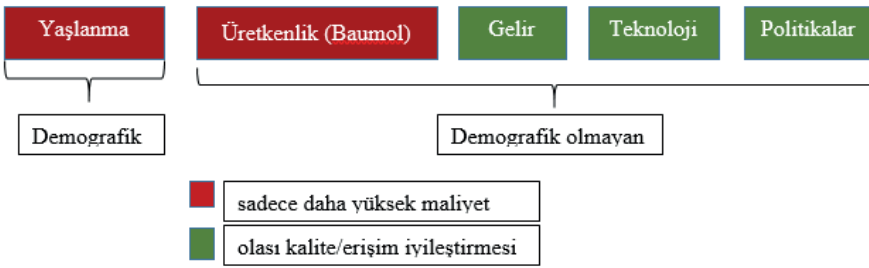 Yaşlanma
Üretkenlik (Baumol)
Gelir
Teknoloji
Politikalar
Demografik
Demografik olmayan
sadece daha yüksek maliyet
olası kalite/erişim iyileştirmesi